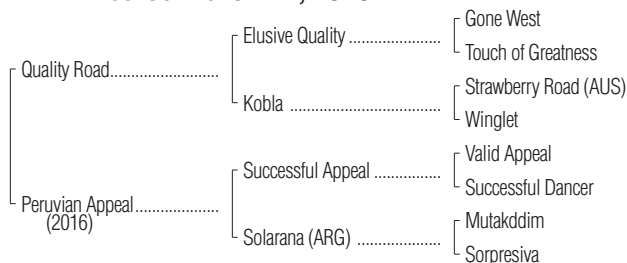 Gone West
Elusive Quality
Touch of Greatness
Quality Road
Strawberry Road (AUS)
Kobla
Winglet
Valid Appeal
Successful Appeal
Successful Dancer
Peruvian Appeal
(2016)
Mutakddim
Solarana (ARG)
Sorpresiva